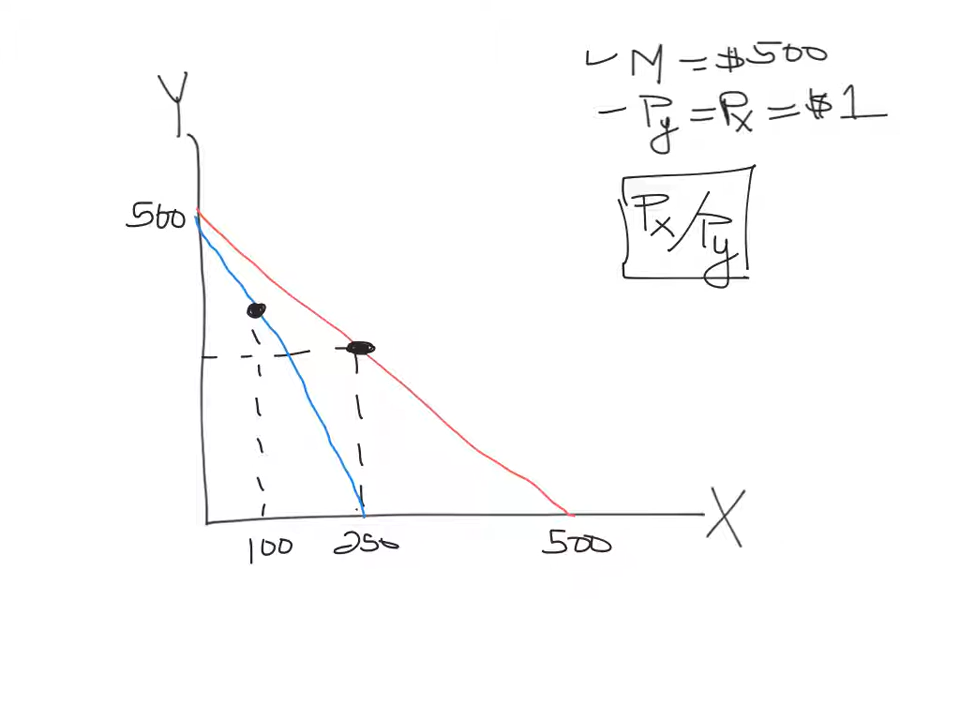 ✓ M = $500
- Py = Px = $1
Px/Py
Y
500
100 250 500
X